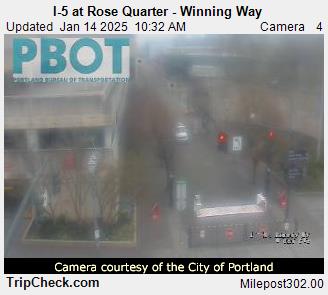 I-5 at Rose Quarter - Winning Way
Updated  Jan 14 2025  10:32 AM Camera  4
PBOT
PORTLAND BUREAU OF TRANSPORTATION
Camera courtesy of the City of Portland
TripCheck.com Milepost302.00